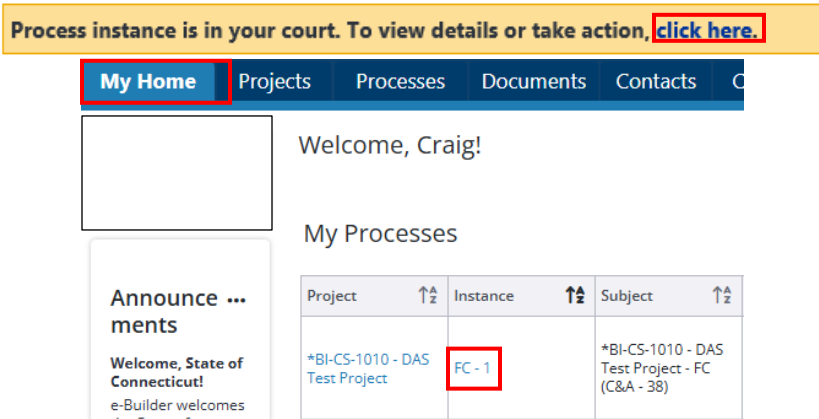 Process instance is in your court. To view details or take action, click here.
My Home Projects Processes Documents Contacts
Welcome, Craig!
My Processes
Announce ...
ments
Welcome, State of
Connecticut!
e-Builder welcomes
Project Instance Subject
*BI-CS-1010 - DAS
Test Project
FC - 1
*BI-CS-1010 - DAS
Test Project - FC
(C&A - 38)